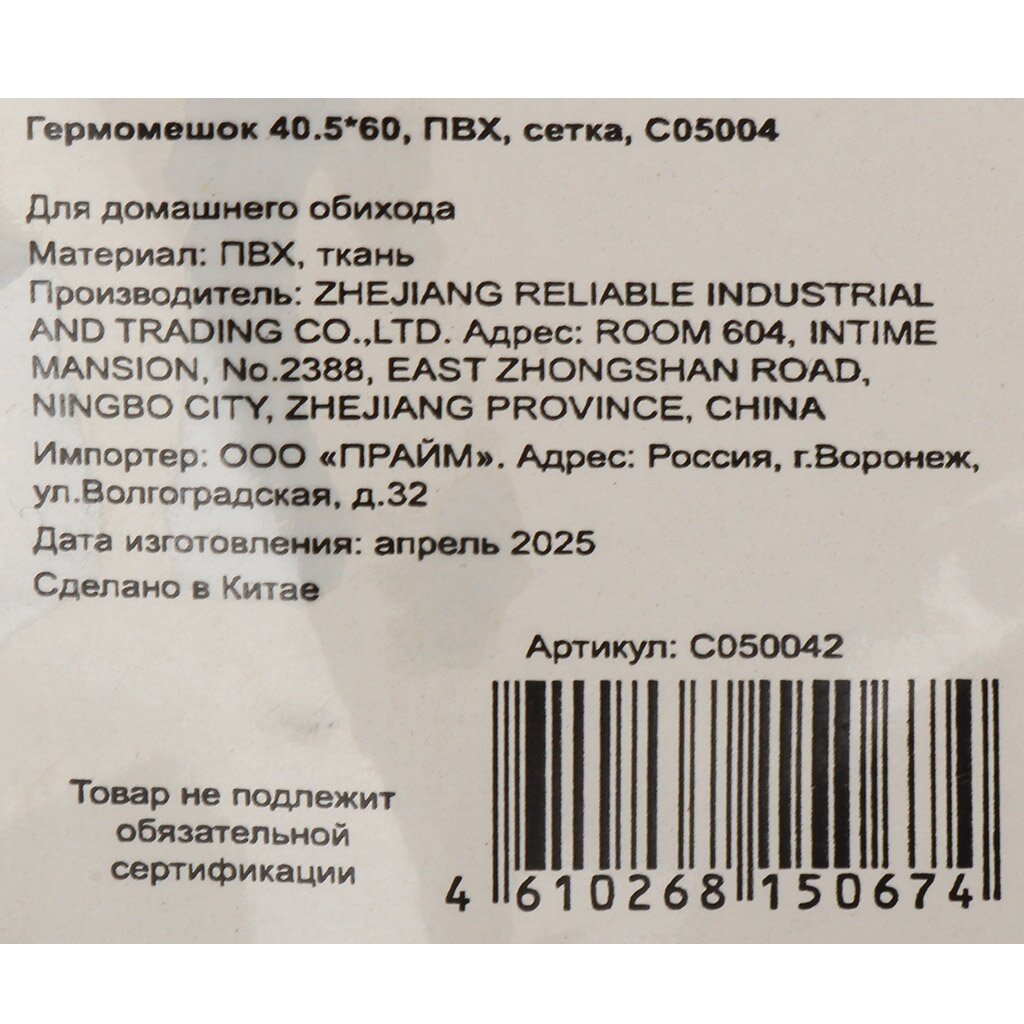 Гермомешок 40.5*60, ПВХ, сетка, С05004
Для домашнего обихода
Материал: ПВХ, ткань
Производитель: ZHEJIANG RELIABLE INDUSTRIAL
AND TRADING CO.,LTD. Адрес: ROOM 604, INTIME
MANSION, No.2388, EAST ZHONGSHAN ROAD,
NINGBO CITY, ZHEJIANG PROVINCE, CHINA
Импортер: ООО «ПРАЙМ». Адрес: Россия, г.Воронеж,
ул.Волгоградская, д.32
Дата изготовления: апрель 2025
Сделано в Китае
Артикул: С050042
Товар не подлежит
обязательной
сертификации
4 610268 150674